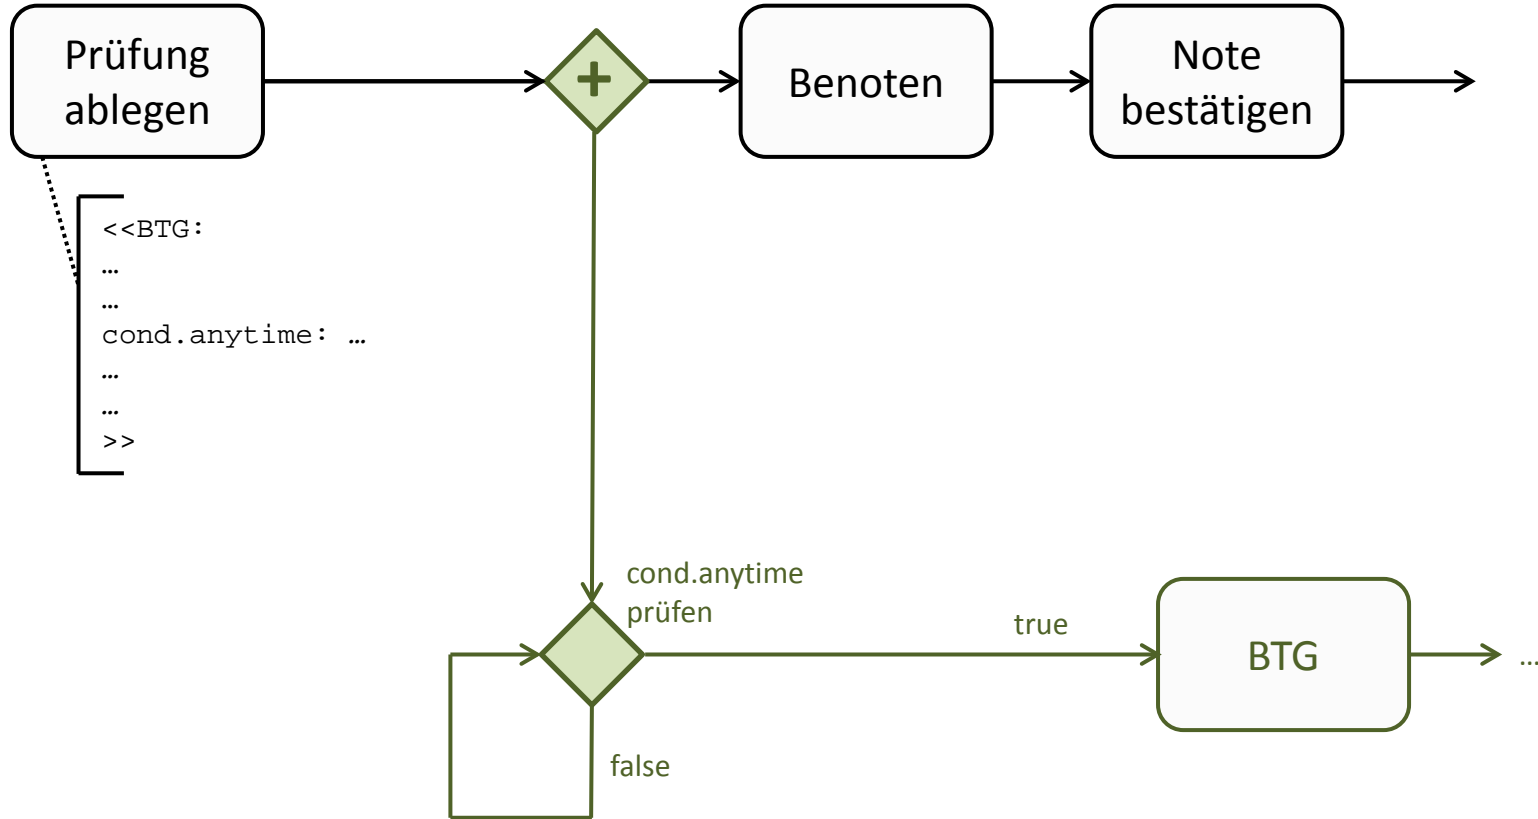 Prüfung
ablegen
+
Benoten
Note
bestätigen
<<BTG:
…
…
cond.anytime: …
…
…
>>
cond.anytime
prüfen
true
BTG
…
false